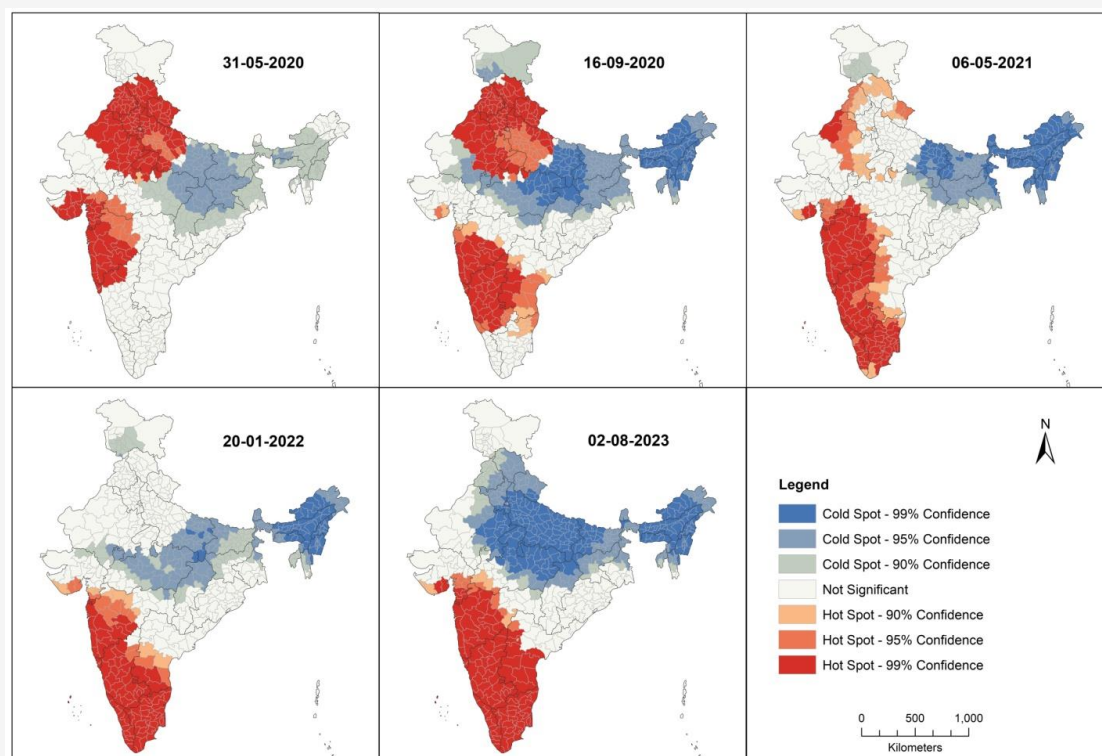 31-05-2020
16-09-2020
06-05-2021
20-01-2022
02-08-2023
N
Legend
Cold Spot - 99% Confidence
Cold Spot - 95% Confidence
Cold Spot - 90% Confidence
Not Significant
Hot Spot - 90% Confidence
Hot Spot - 95% Confidence
Hot Spot - 99% Confidence
0 500 1,000
Kilometers